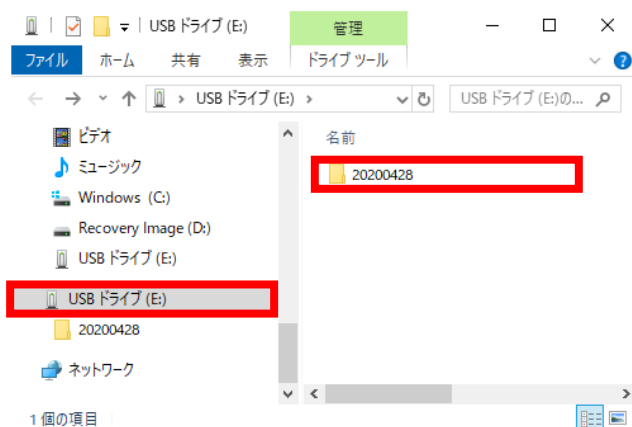 USB ドライブ (E:)
管理
ファイル ホーム 共有 表示 ドライブ ツール
USB ドライブ (E:)
USB ドライブ (E:)の...
ビデオ
ミュージック
Windows (C:)
Recovery Image (D:)
USB ドライブ (E:)
USB ドライブ (E:)
20200428
ネットワーク
名前
20200428
1 個の項目